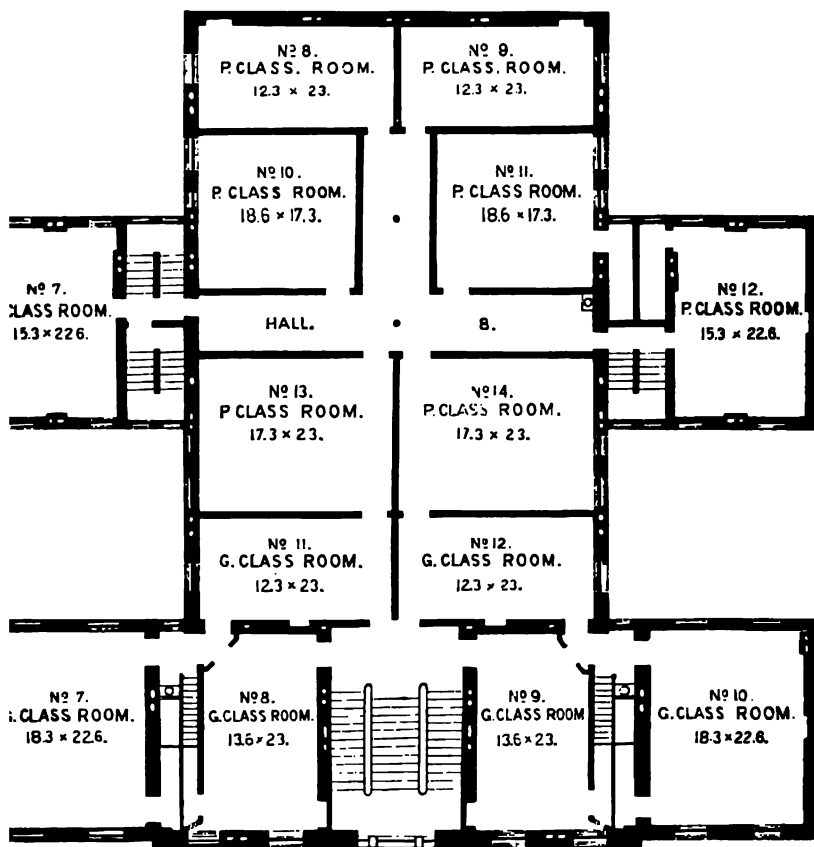 Nº 8.
P. CLASS. ROOM.
12.3 × 23.
Nº 9.
P. CLASS. ROOM.
12.3 × 23.
Nº 10.
P. CLASS ROOM.
18.6 × 17.3.
Nº 11.
P. CLASS ROOM.
18.6 × 17.3.
Nº 7.
CLASS ROOM.
15.3 × 22 6.
HALL. 8.
Nº 12.
P. CLASS ROOM.
15.3 × 22.6.
Nº 13.
P. CLASS ROOM.
17.3 × 23.
Nº 14.
P. CLASS ROOM.
17.3 × 23.
Nº 11.
G. CLASS ROOM.
12.3 × 23.
Nº 12.
G. CLASS ROOM.
12.3 × 23.
Nº 7.
G. CLASS ROOM.
18.3 × 22.6.
Nº 8.
G. CLASS ROOM.
13.6 × 23.
Nº 9.
G. CLASS ROOM
13.6 × 23.
Nº 10.
G. CLASS ROOM.
18.3 × 22.6.